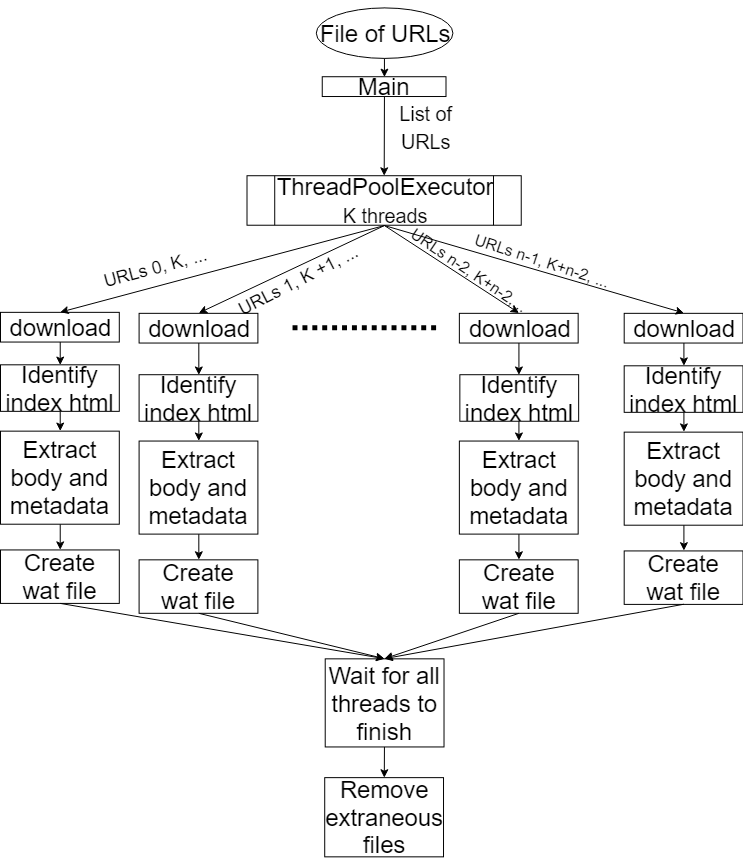 File of URLs
Main
List of
URLs
ThreadPoolExecutor
K threads
URLs 0, K, ...
URLs 1, K +1, ...
URLs n-2, K+n-2,...
URLs n-1, K+n-2, ...
download
download
download
download
Identify
index html
Identify
index html
Identify
index html
Identify
index html
Extract
body and
metadata
Extract
body and
metadata
Extract
body and
metadata
Extract
body and
metadata
Create
wat file
Create
wat file
Create
wat file
Create
wat file
Wait for all
threads to
finish
Remove
extraneous
files